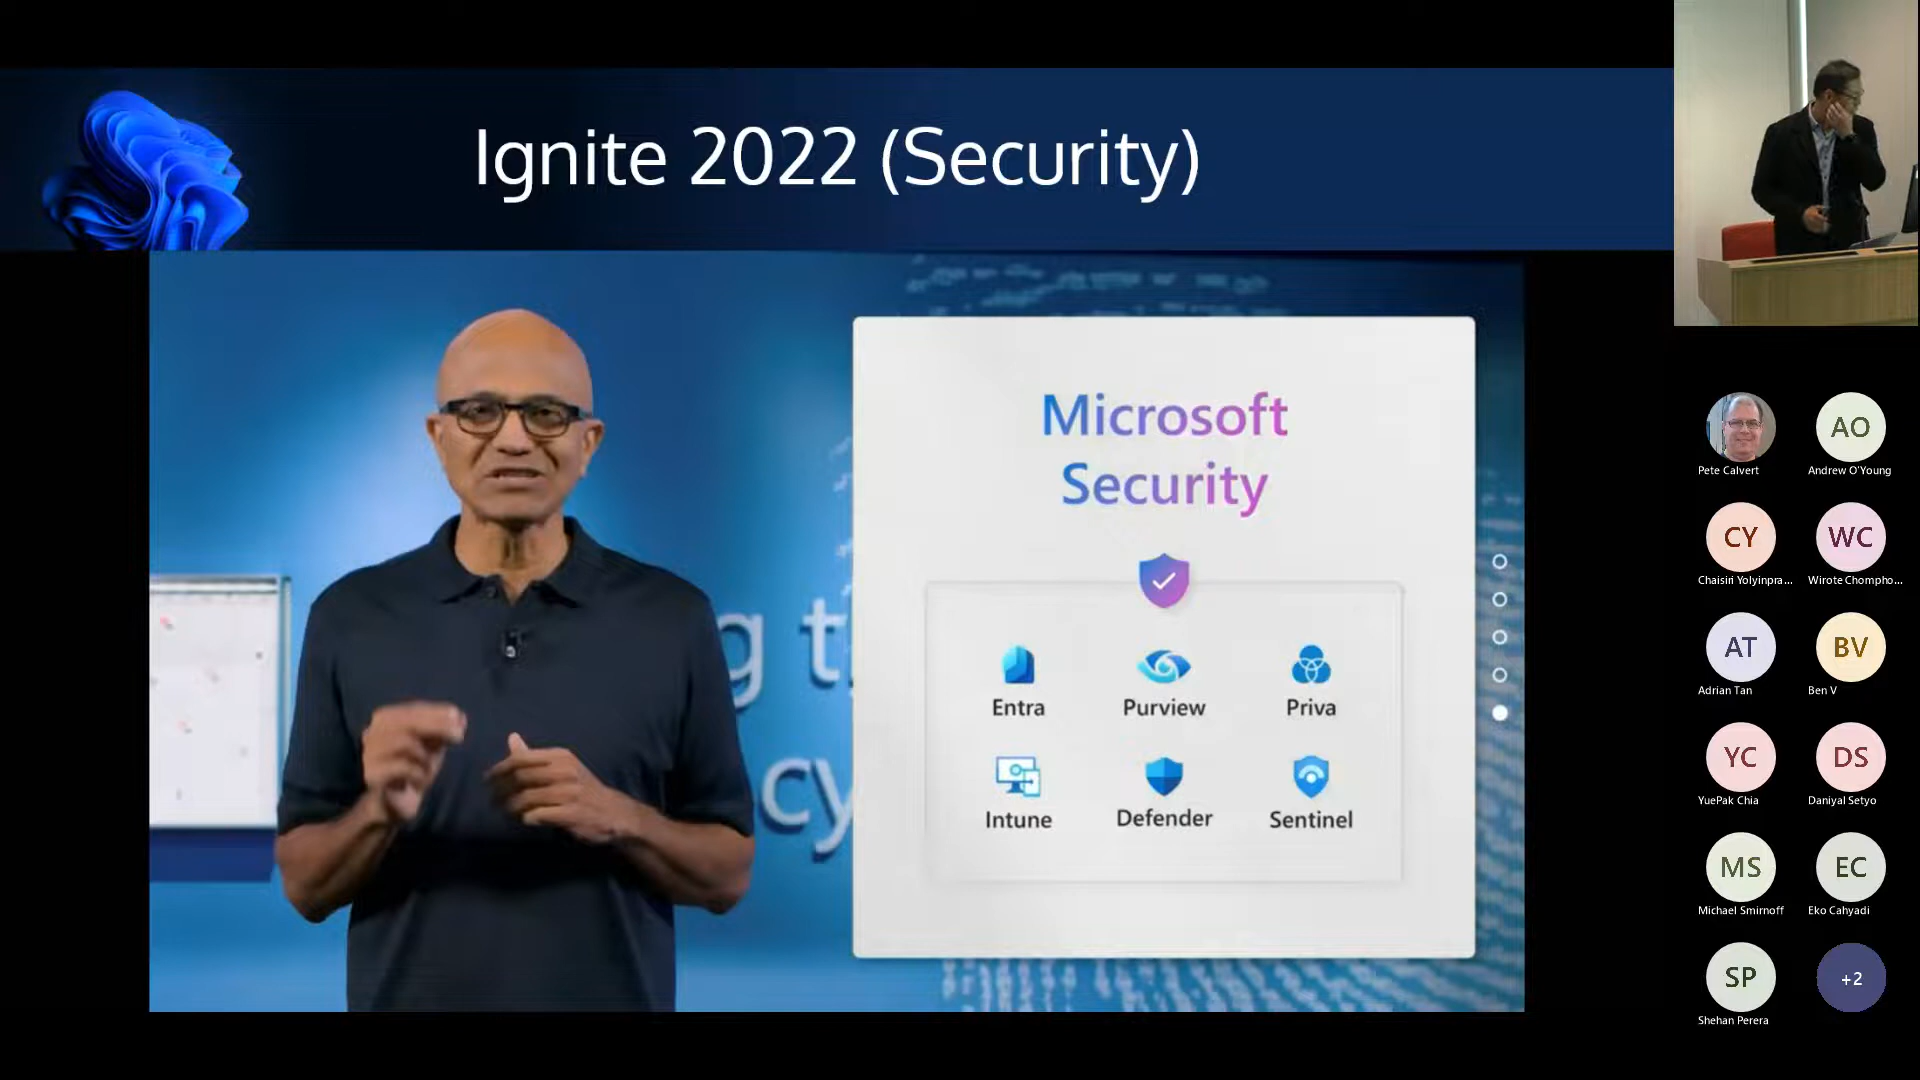 Ignite 2022 (Security)
g t
cy
Microsoft
Security
Entra
Purview
Priva
Intune
Defender
Sentinel
Pete Calvert
AO
Andrew O'Young
CY
Chaisiri Yolyinpra...
WC
Wirote Chompho...
AT
Adrian Tan
BV
Ben V
YC
YuePak Chia
DS
Daniyal Setyo
MS
Michael Smirnoff
EC
Eko Cahyadi
SP
Shehan Perera
+2